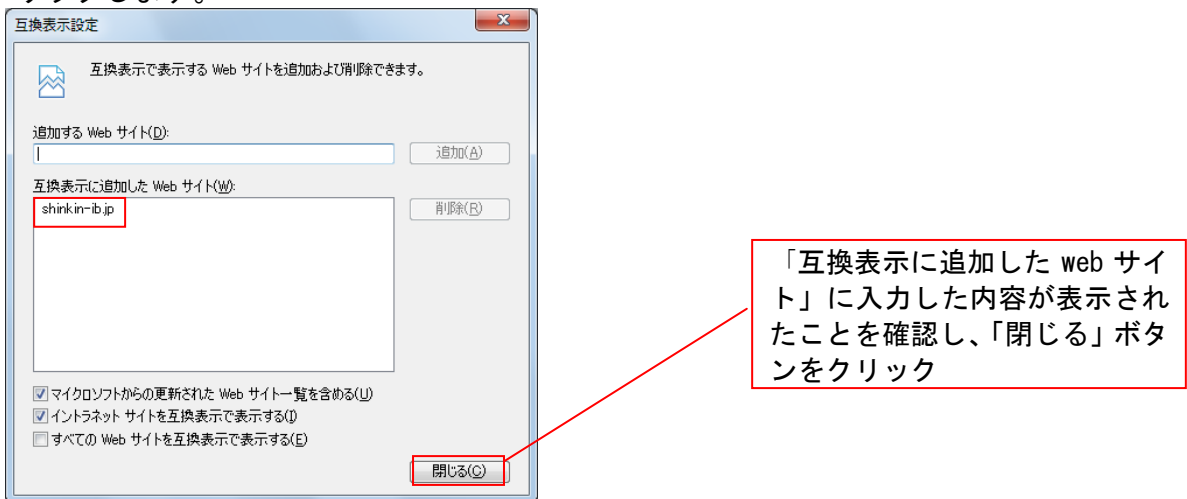 互換表示設定
互換表示で表示する Web サイトを追加および削除できます。
追加する Web サイト(D):
追加(A)
互換表示に追加した Web サイト(W):
shinkin-ib.jp
削除(R)
マイクロソフトからの更新された Web サイト一覧を含める(U)
イントラネット サイトを互換表示で表示する(I)
すべての Web サイトを互換表示で表示する(E)
閉じる(C)
「互換表示に追加した web サイ
ト」に入力した内容が表示され
たことを確認し、「閉じる」ボタ
ンをクリック